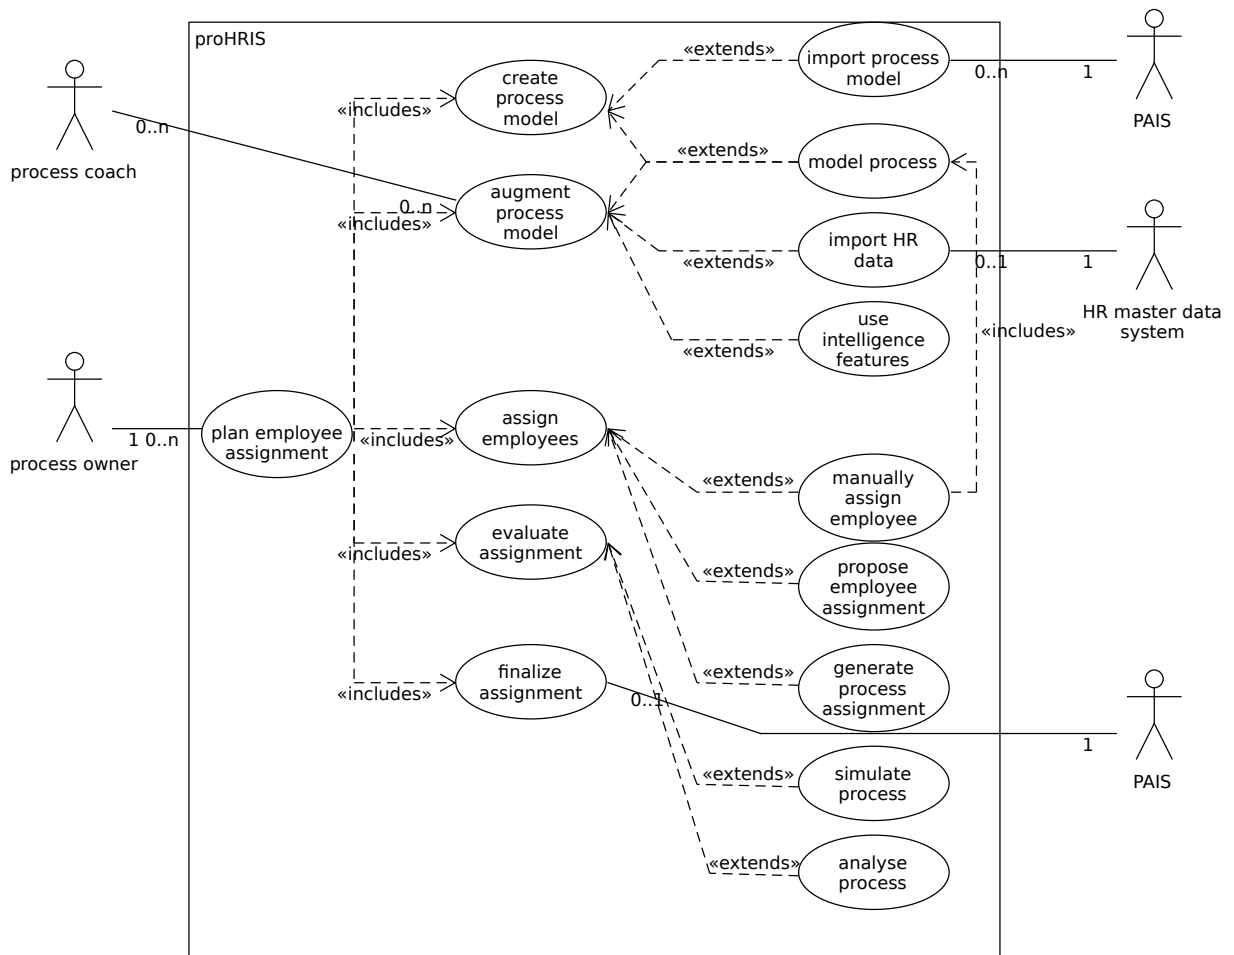 proHRIS
process coach
0..n
0..n
process owner
1 0..n
plan employee
assignment
«includes»
«includes»
«includes»
«includes»
«includes»
create
process
model
augment
process
model
assign
employees
evaluate
assignment
finalize
assignment
«extends»
«extends»
«extends»
«extends»
«extends»
«extends»
«extends»
«extends»
«extends»
import process
model
model process
import HR
data
use
intelligence
features
manually
assign
employee
propose
employee
assignment
generate
process
assignment
simulate
process
analyse
process
«includes»
0..n
1
PAIS
0..1
1
HR master data
system
0..1
1
PAIS